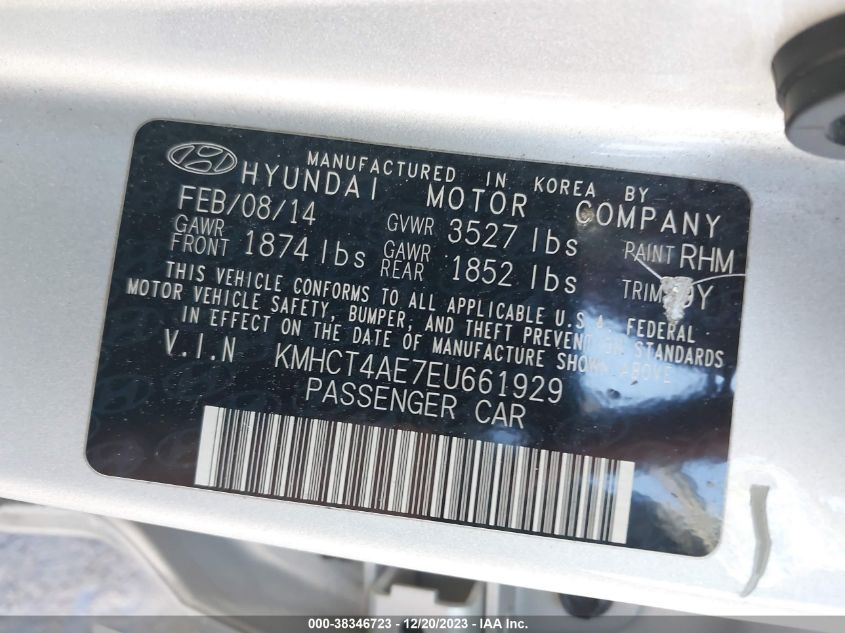 MANUFACTURED IN KOREA BY
HYUNDAI MOTOR COMPANY
FEB/08/14 GVWR 3527 lbs PAINT RHM
GAWR FRONT 1874 lbs GAWR REAR 1852 lbs TRIM
THIS VEHICLE CONFORMS TO ALL APPLICABLE U.S.A. FEDERAL
MOTOR VEHICLE SAFETY, BUMPER, AND THEFT PREVENTION STANDARDS
IN EFFECT ON THE DATE OF MANUFACTURE SHOWN ABOVE
V.I.N KMHCT4AE7EU661929
PASSENGER CAR
000-38346723 — 12/20/2023 - IAA Inc.